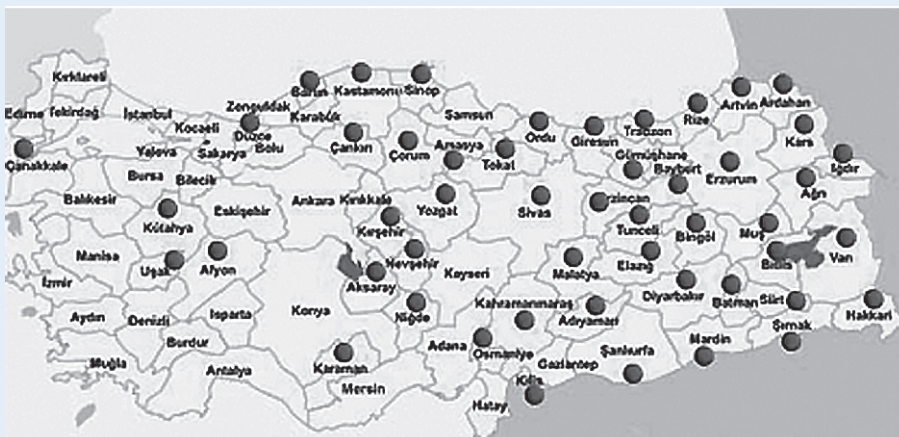 Kırklareli
Edirne Tekirdağ İstanbul
Zonguldak
Bartın Kastamonu Sinop
Karabük
Kocaeli
Düzce
Bolu
Sakarya
Yalova
Çanakkale
Bursa
Bilecik
Balıkesir
Kütahya
Eskişehir
Ankara
Kırıkkale
Çankırı
Çorum
Samsun
Tokat
Ordu
Giresun
Trabzon
Rize
Artvin
Ardahan
Kars
Iğdır
Ağrı
Gümüşhane
Bayburt
Erzurum
Yozgat
Sivas
Erzincan
Tunceli
Bingöl
Muş
Bitlis
Van
Kırşehir
Nevşehir
Kayseri
Malatya
Elazığ
Manisa
Uşak
Afyon
İzmir
Aksaray
Konya
Niğde
Kahramanmaraş
Adıyaman
Diyarbakır
Batman
Siirt
Hakkari
Şırnak
Mardin
Aydın
Denizli
Isparta
Burdur
Muğla
Antalya
Karaman
Mersin
Adana
Osmaniye
Gaziantep
Şanlıurfa
Kilis
Hatay